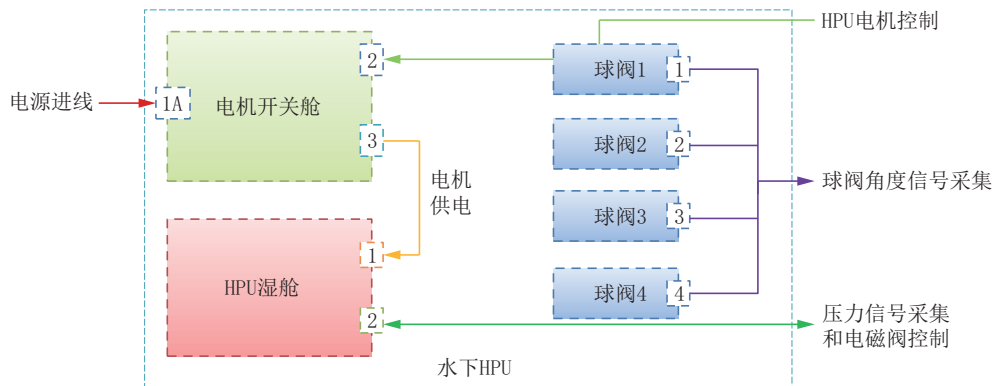 HPU电机控制
电源进线
1A
电机开关舱
2
3
电机
供电
球阀1
1
球阀2
2
球阀3
3
球阀4
4
球阀角度信号采集
HPU湿舱
1
2
压力信号采集
和电磁阀控制
水下HPU